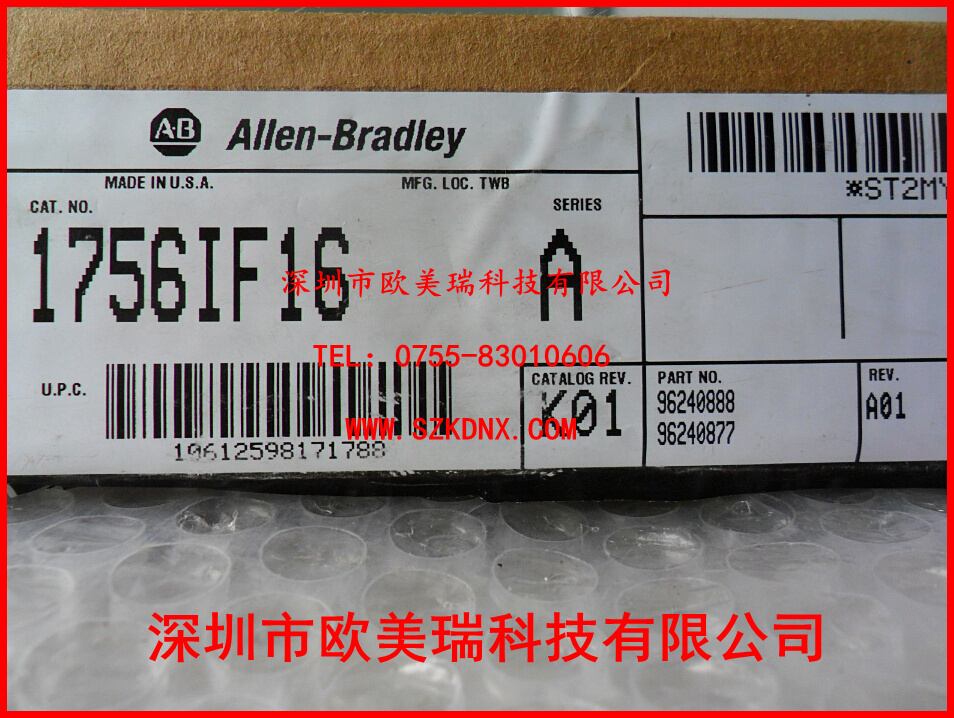 A-B Allen-Bradley
MADE IN U.S.A. MFG. LOC. TWB
CAT. NO. SERIES
1756IF16 A
深圳市欧美瑞科技有限公司
TEL: 0755-83010606
U.P.C.
10612598171788
WWW.SZKDNX.COM
CATALOG REV.
K01
PART NO.
96240888
96240877
REV.
A01
*ST2MY
深圳市欧美瑞科技有限公司